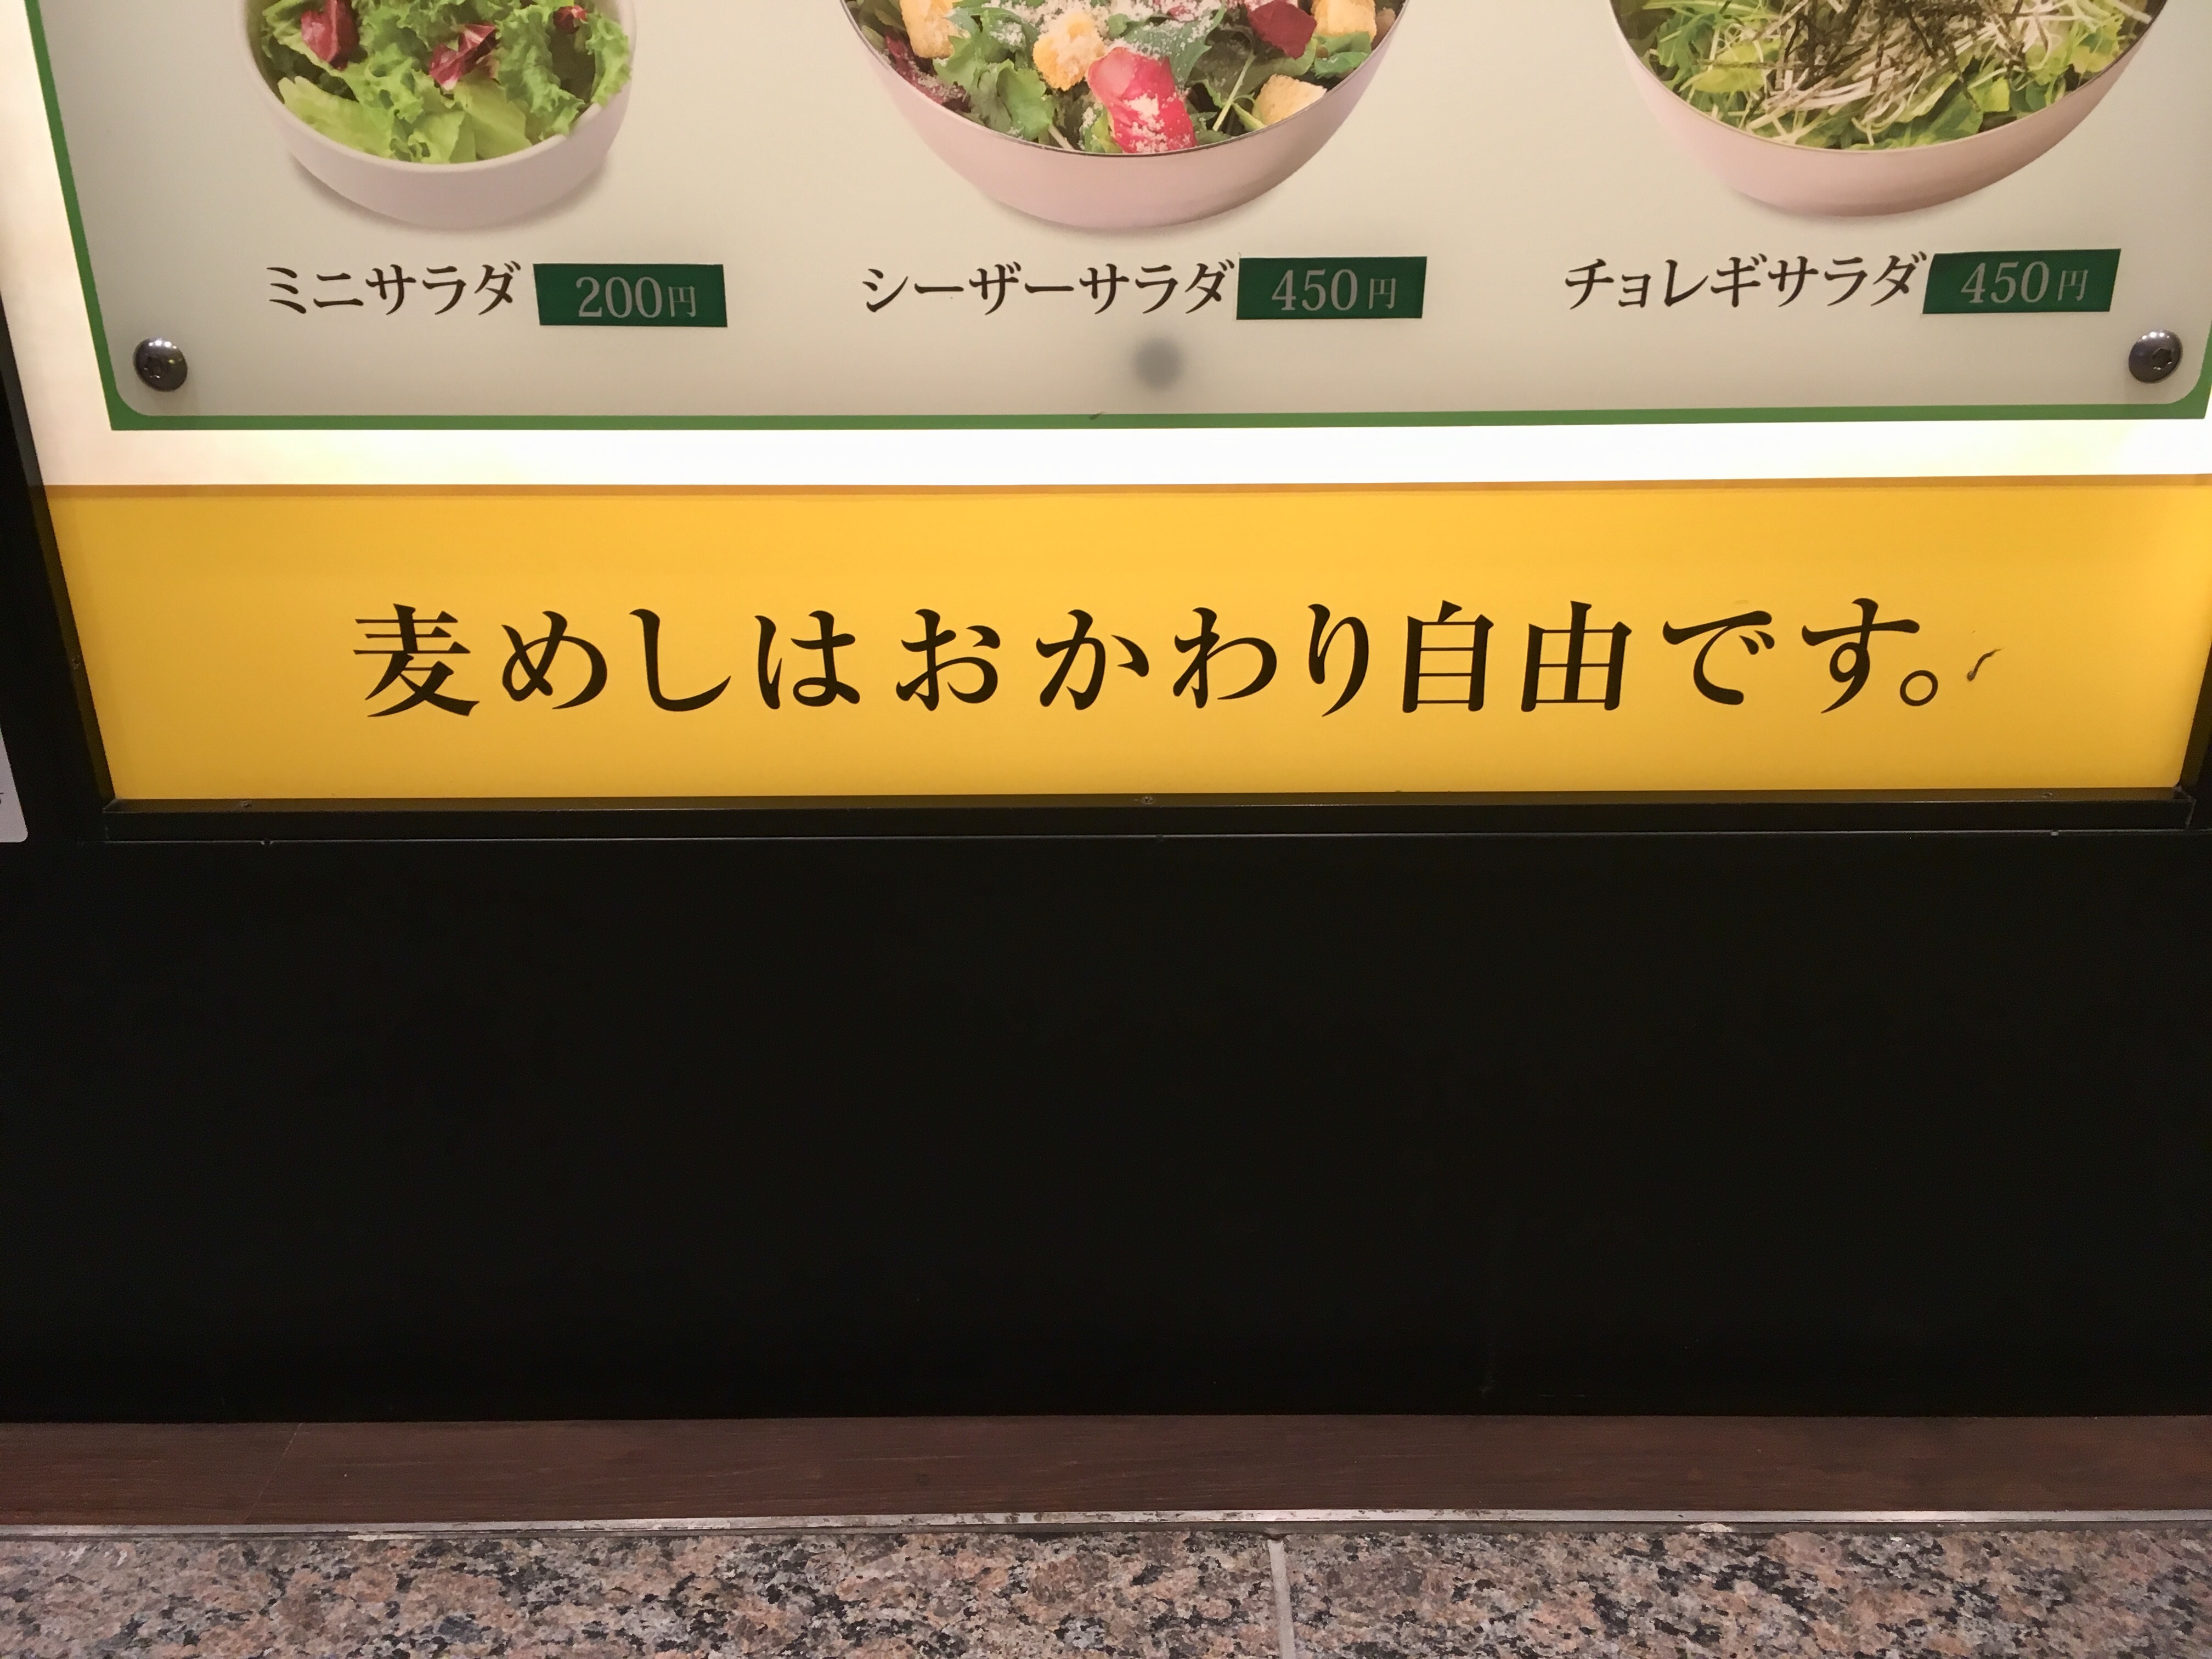 ミニサラダ 200円
シーザーサラダ 450円
チョレギサラダ 450円
麦めしはおかわり自由です。